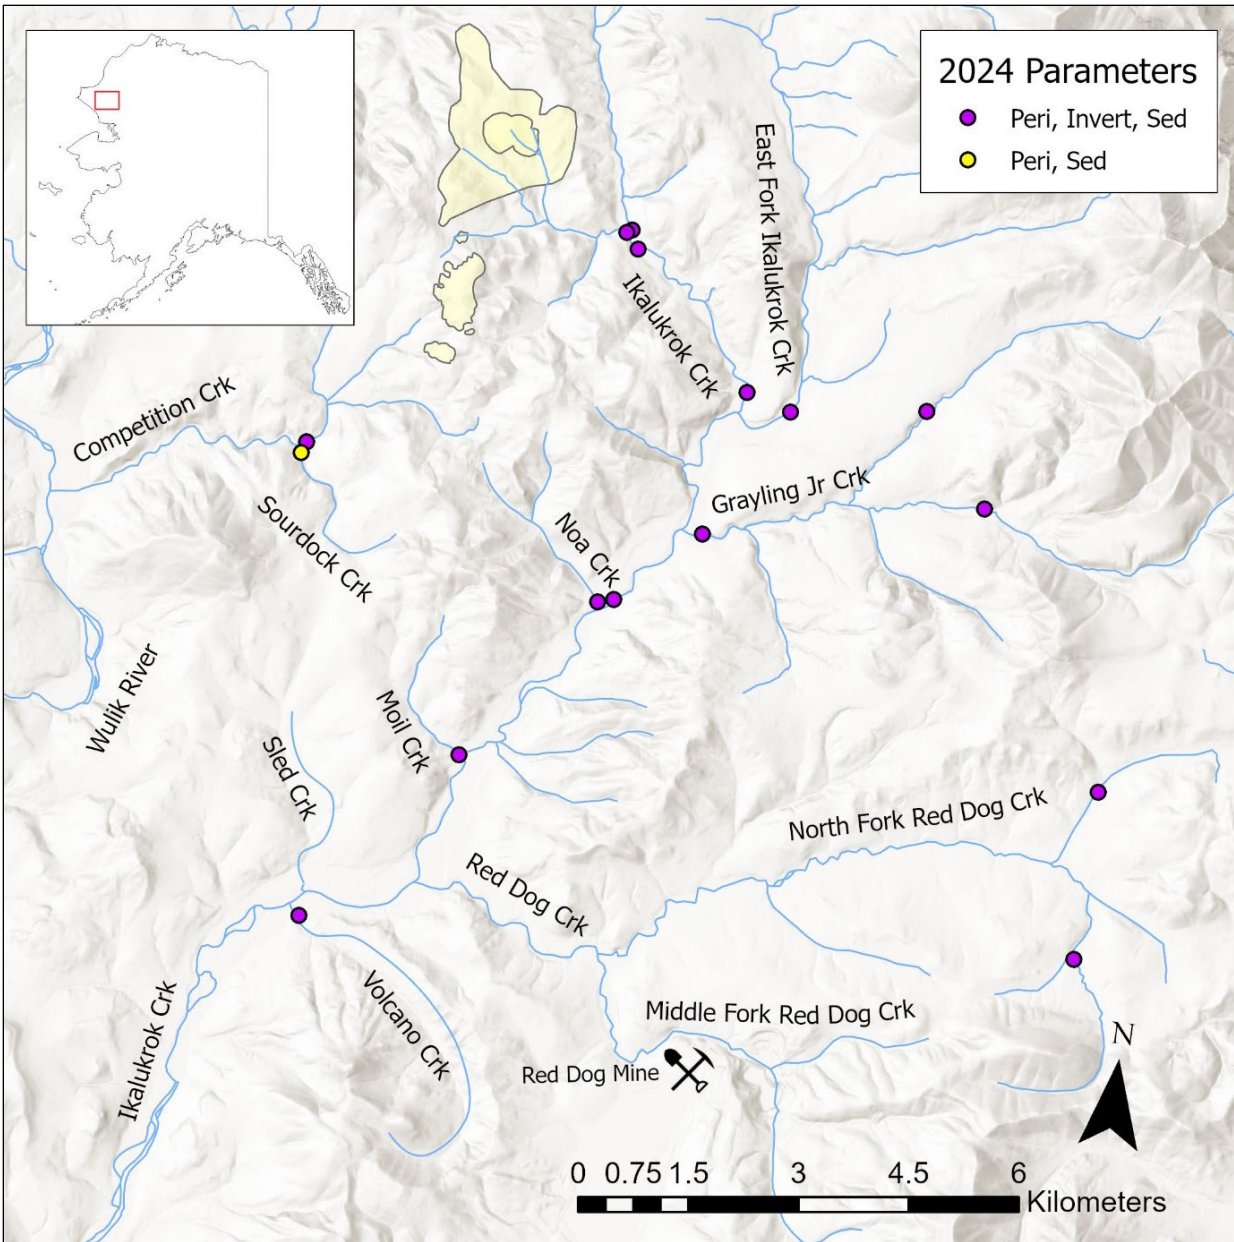 2024 Parameters
Peri, Invert, Sed
Peri, Sed
East Fork Ikalukrok Crk
Ikalukrok Crk
Competition Crk
Grayling Jr Crk
Sourdock Crk
Noa Crk
Wulik River
Moil Crk
Sled Crk
North Fork Red Dog Crk
Red Dog Crk
Volcano Crk
Ikalukrok Crk
Middle Fork Red Dog Crk
Red Dog Mine
N
0 0.75 1.5 3 4.5 6
Kilometers